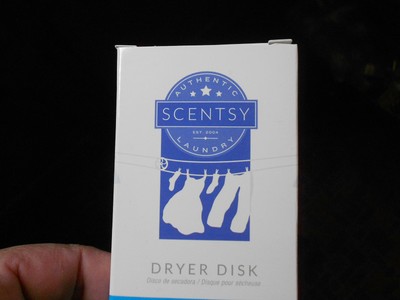 AUTHENTIC
SCENTSY
EST. 2004
LAUNDRY
DRYER DISK
Disco de secadora / Disque pour sécheuse